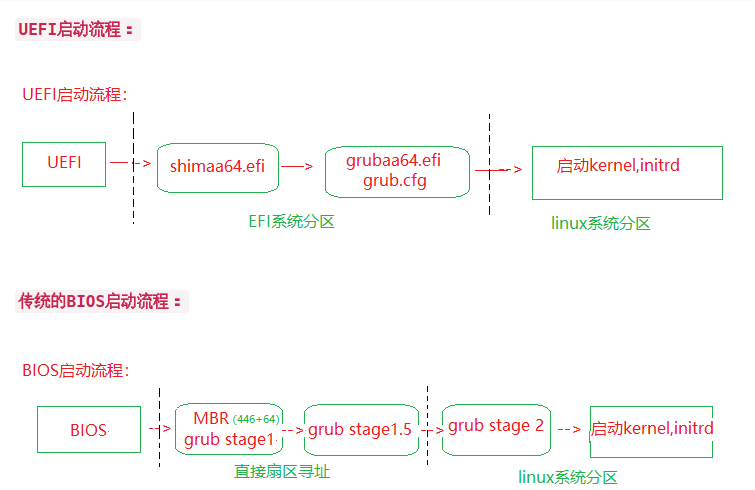 UEFI启动流程：
UEFI启动流程：
UEFI
shimaa64.efi
grubaa64.efi
grub.cfg
启动kernel,initrd
EFI系统分区
linux系统分区
传统的BIOS启动流程：
BIOS启动流程：
BIOS
MBR (446+64)
grub stage1
grub stage1.5
grub stage 2
启动kernel,initrd
直接扇区寻址
linux系统分区